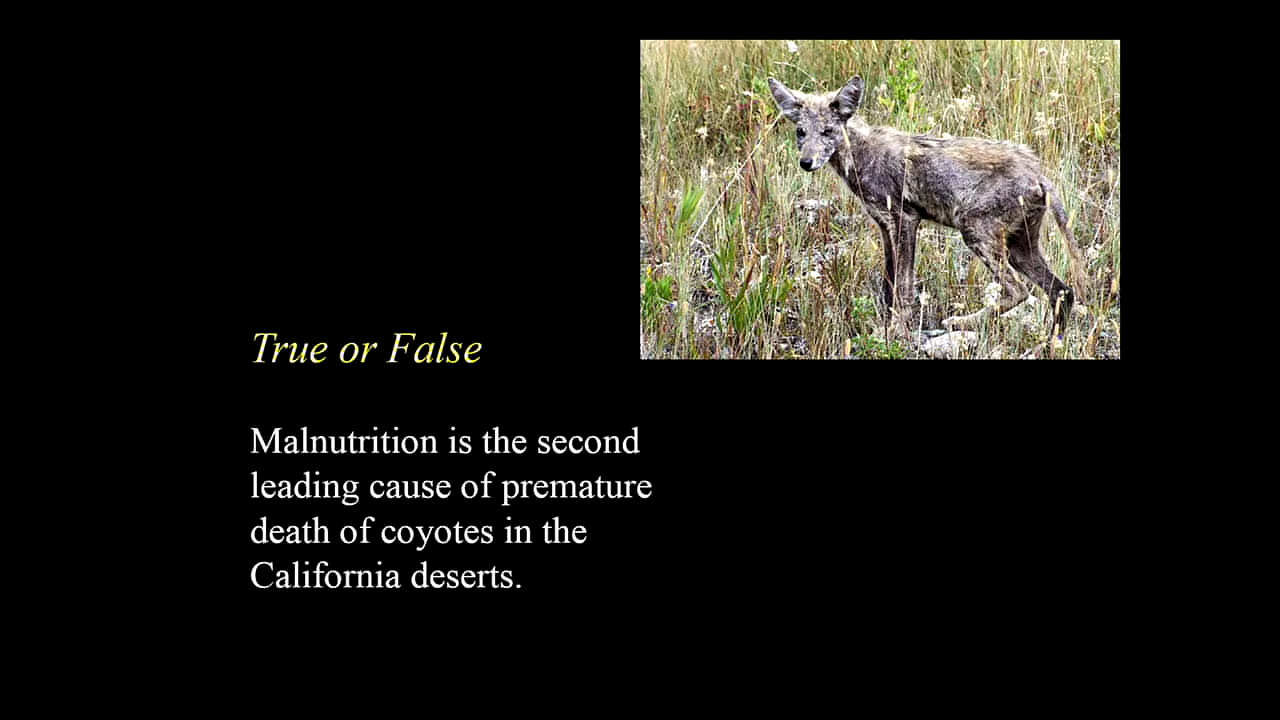 True or False
Malnutrition is the second
leading cause of premature
death of coyotes in the
California deserts.